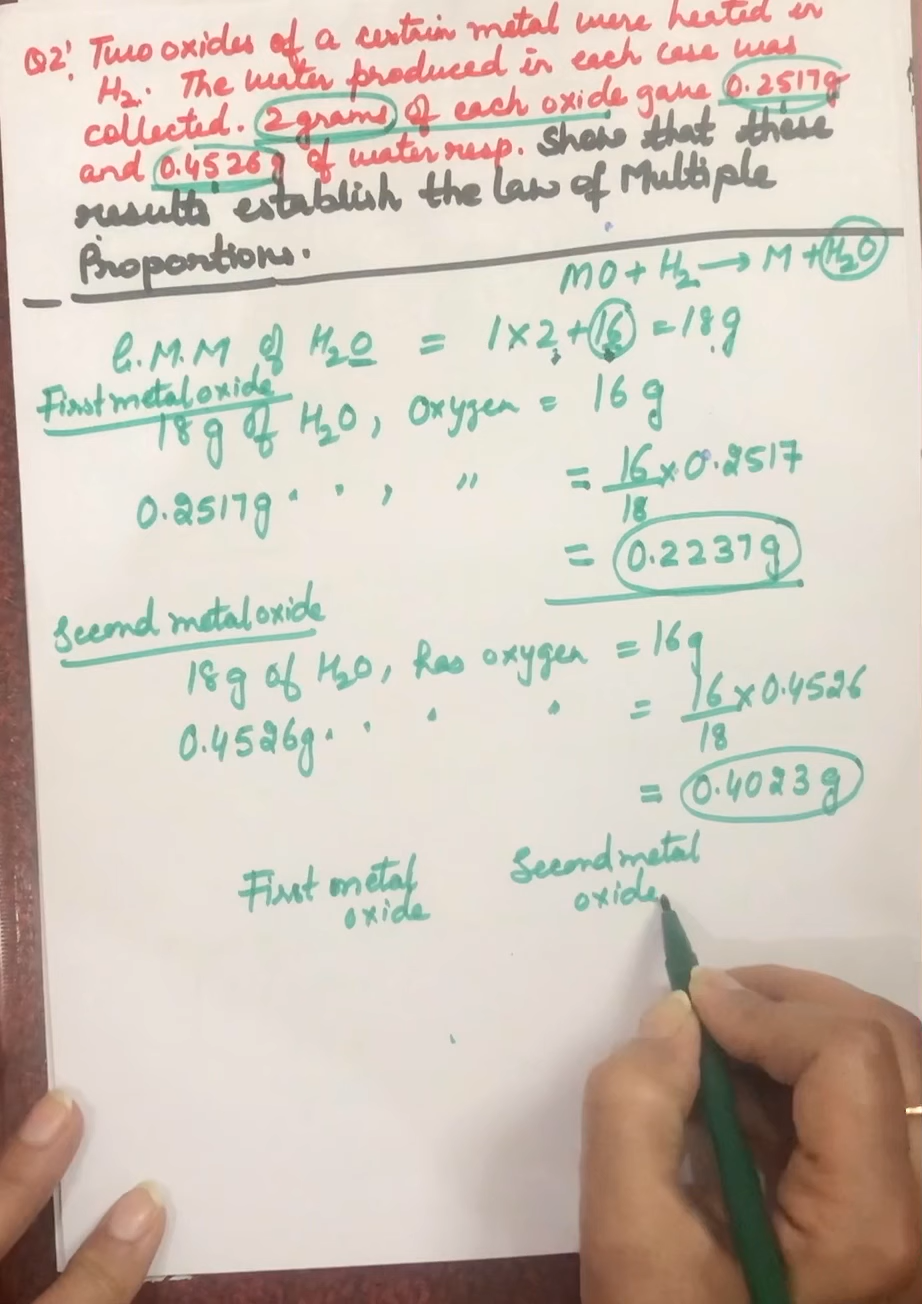 Q2: Two oxides of a certain metal were heated in
H2. The water produced in each case was
collected. 2 grams of each oxide gave 0.2517g
and 0.4526g of water resp. Show that these
results establish the law of Multiple
Proportions.
MO + H2 → M + H2O
G.M.M of H2O = 1×2+16 = 18g
First metal oxide
18g of H2O, Oxygen = 16g
0.2517g " " , " = 16/18 × 0.2517
= 0.2237g
Second metal oxide
18g of H2O, has oxygen = 16g
0.4526g " " " " = 16/18 × 0.4526
= 0.4023g
First metal oxide
Second metal oxide